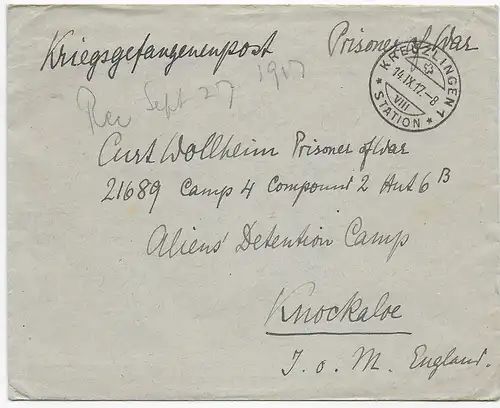 Kriegsgefangenenpost Prisoner of War
KREUZLINGEN 1
14.IX.17.-8
VIII
* STATION *
Rec Sept 27 1917
Curt Wollheim Prisoner of War
21689 Camp 4 Compound 2 Hut 6 B
Aliens' Detention Camp
Knockaloe
I. o. M. England.